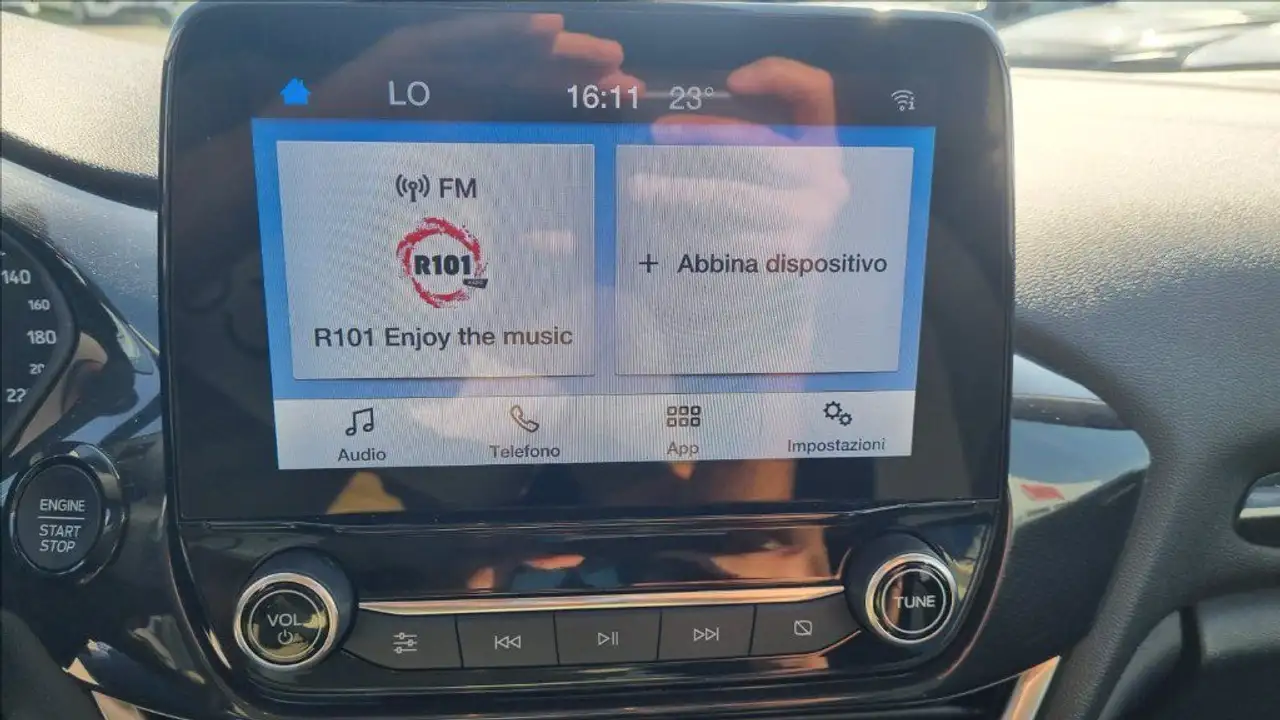 LO 16:11 23°
FM
R101
R101 Enjoy the music
+ Abbina dispositivo
Audio Telefono App Impostazioni
140
160
180
22
ENGINE
START
STOP
VOL
TUNE